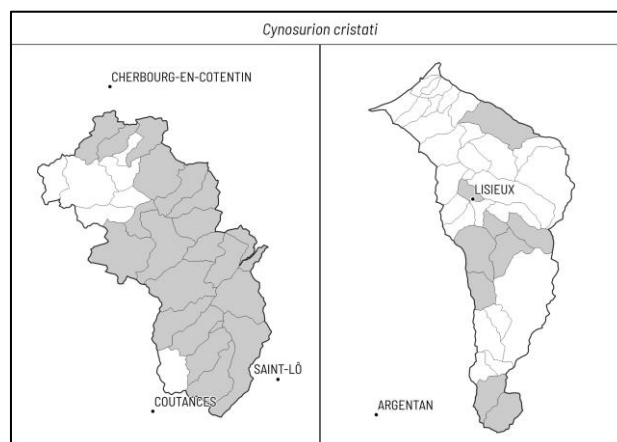 Cynosurion cristati
CHERBOURG-EN-COTENTIN
LISIEUX
SAINT-LÔ
COUTANCES
ARGENTAN